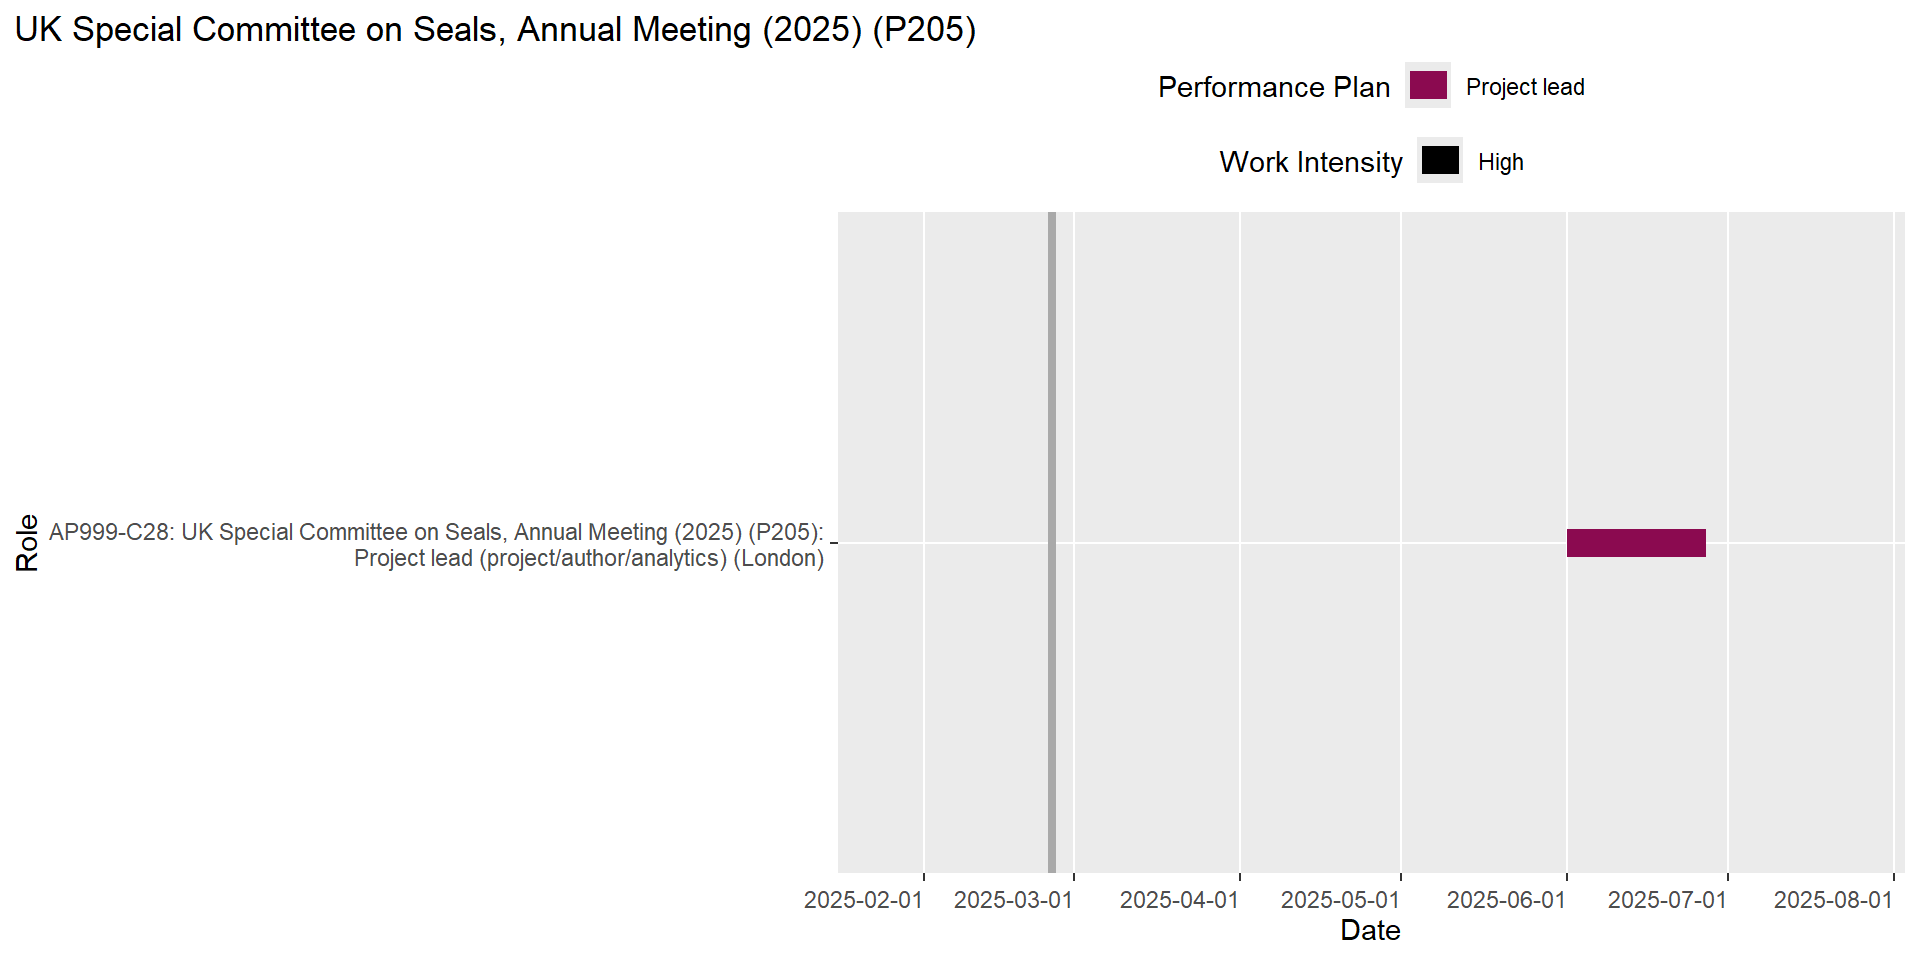 UK Special Committee on Seals, Annual Meeting (2025) (P205)
Performance Plan Project lead
Work Intensity High
Role
AP999-C28: UK Special Committee on Seals, Annual Meeting (2025) (P205):
Project lead (project/author/analytics) (London)
2025-02-01 2025-03-01 2025-04-01 2025-05-01 2025-06-01 2025-07-01 2025-08-01
Date